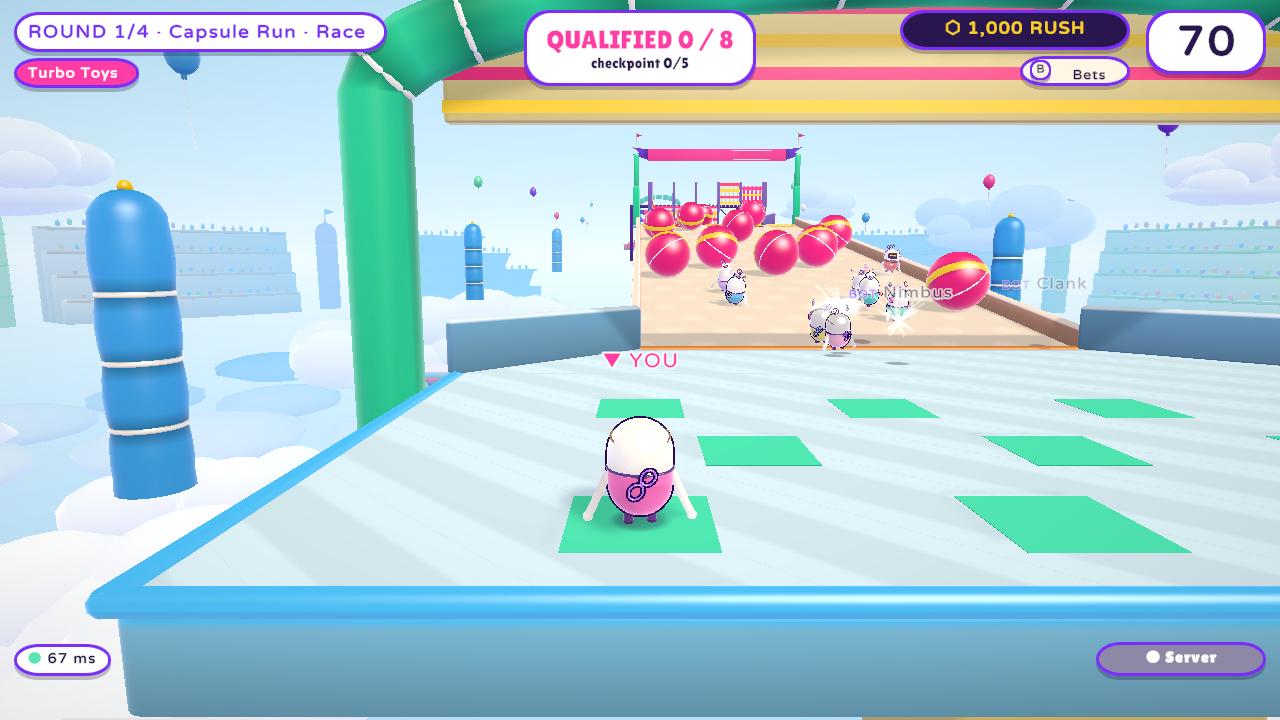 ROUND 1/4 · Capsule Run · Race
Turbo Toys
QUALIFIED 0 / 8
checkpoint 0/5
1,000 RUSH
B Bets
70
BOT Nimbus
BOT Clank
▼ YOU
67 ms
Server